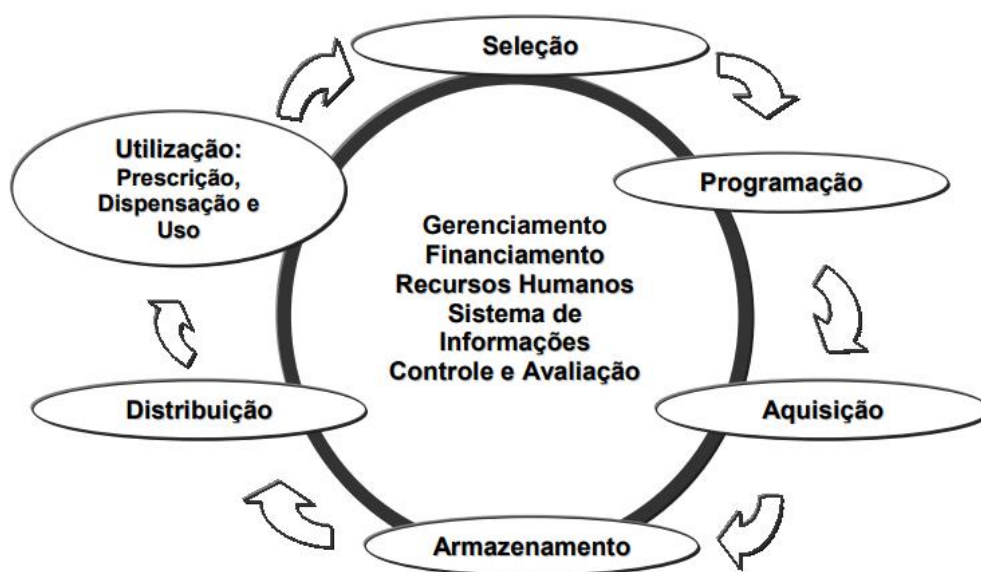 Seleção
Programação
Aquisição
Armazenamento
Distribuição
Utilização:
Prescrição,
Dispensação e
Uso
Gerenciamento
Financiamento
Recursos Humanos
Sistema de
Informações
Controle e Avaliação